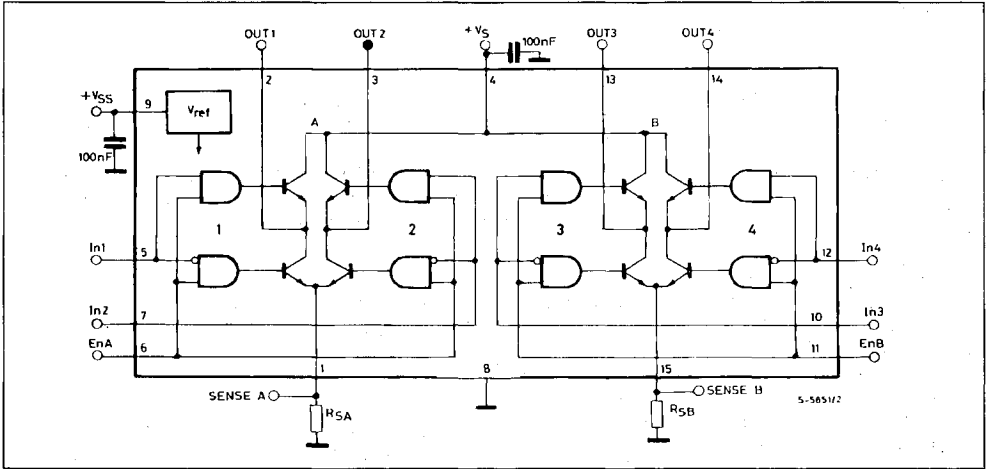 OUT1
OUT2
+VS
100nF
OUT3
OUT4
2
3
4
13
14
+VSS
9
Vref
100nF
A
B
1
2
3
4
In1
5
12
In4
In2
7
10
In3
EnA
6
11
EnB
1
8
15
SENSE A
SENSE B
RSA
RSB
S-5851/2